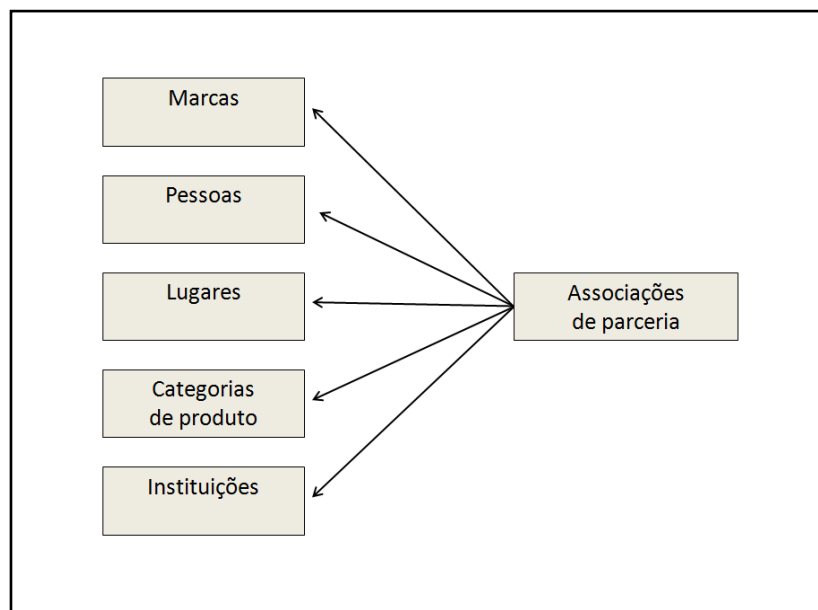 Marcas
Pessoas
Lugares
Categorias
de produto
Instituições
Associações
de parceria